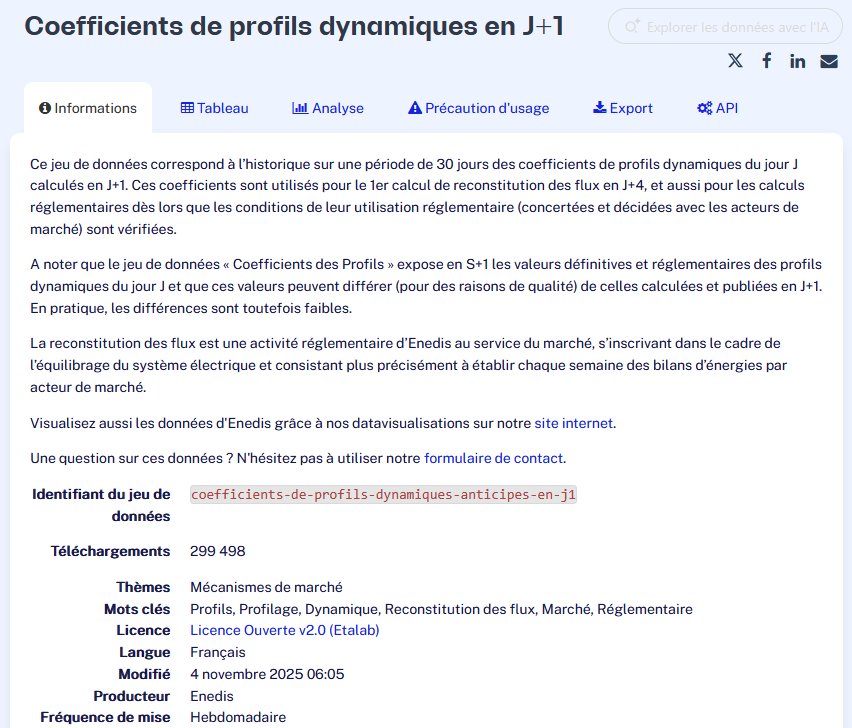 Coefficients de profils dynamiques en J+1
Explorer les données avec l'IA
Informations
Tableau
Analyse
Précaution d'usage
Export
API
Ce jeu de données correspond à l’historique sur une période de 30 jours des coefficients de profils dynamiques du jour J
calculés en J+1. Ces coefficients sont utilisés pour le 1er calcul de reconstitution des flux en J+4, et aussi pour les calculs
réglementaires dès lors que les conditions de leur utilisation réglementaire (concertées et décidées avec les acteurs de
marché) sont vérifiées.
A noter que le jeu de données « Coefficients des Profils » expose en S+1 les valeurs définitives et réglementaires des profils
dynamiques du jour J et que ces valeurs peuvent différer (pour des raisons de qualité) de celles calculées et publiées en J+1.
En pratique, les différences sont toutefois faibles.
La reconstitution des flux est une activité réglementaire d’Enedis au service du marché, s’inscrivant dans le cadre de
l’équilibrage du système électrique et consistant plus précisément à établir chaque semaine des bilans d’énergies par
acteur de marché.
Visualisez aussi les données d'Enedis grâce à nos datavisualisations sur notre site internet.
Une question sur ces données ? N'hésitez pas à utiliser notre formulaire de contact.
Identifiant du jeu de données coefficients-de-profils-dynamiques-anticipes-en-j1
Téléchargements 299 498
Thèmes Mécanismes de marché
Mots clés Profils, Profilage, Dynamique, Reconstitution des flux, Marché, Réglementaire
Licence Licence Ouverte v2.0 (Etalab)
Langue Français
Modifié 4 novembre 2025 06:05
Producteur Enedis
Fréquence de mise Hebdomadaire